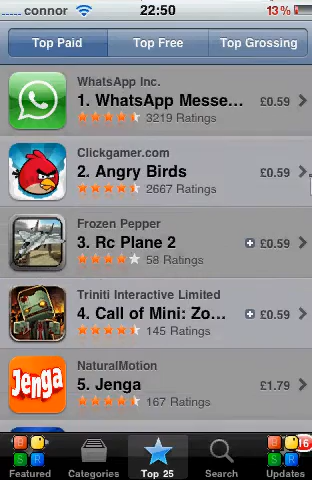 connor 22:50 13%
Top Paid Top Free Top Grossing
WhatsApp Inc.
1. WhatsApp Messe... £0.59
3219 Ratings
Clickgamer.com
2. Angry Birds £0.59
2667 Ratings
Frozen Pepper
3. Rc Plane 2 £0.59
58 Ratings
Triniti Interactive Limited
4. Call of Mini: Zo... £0.59
145 Ratings
NaturalMotion
Jenga
5. Jenga £1.79
167 Ratings
16
Featured Categories Top 25 Search Updates